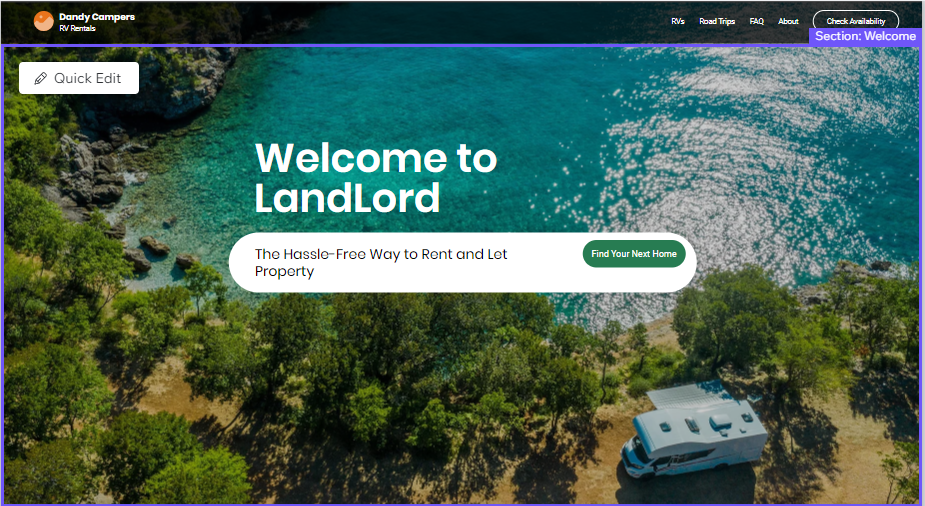 Dandy Campers
RV Rentals
RVs
Road Trips
FAQ
About
Check Availability
Section: Welcome
Quick Edit
Welcome to
LandLord
The Hassle-Free Way to Rent and Let
Property
Find Your Next Home